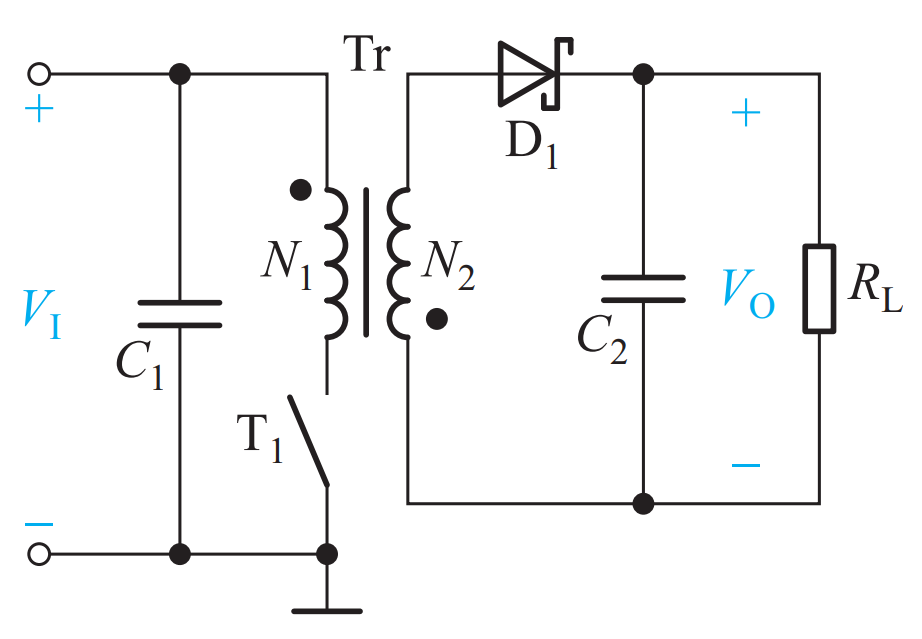 Tr
+
+
D1
N1
N2
VI
C1
VO
RL
C2
T1
−
−